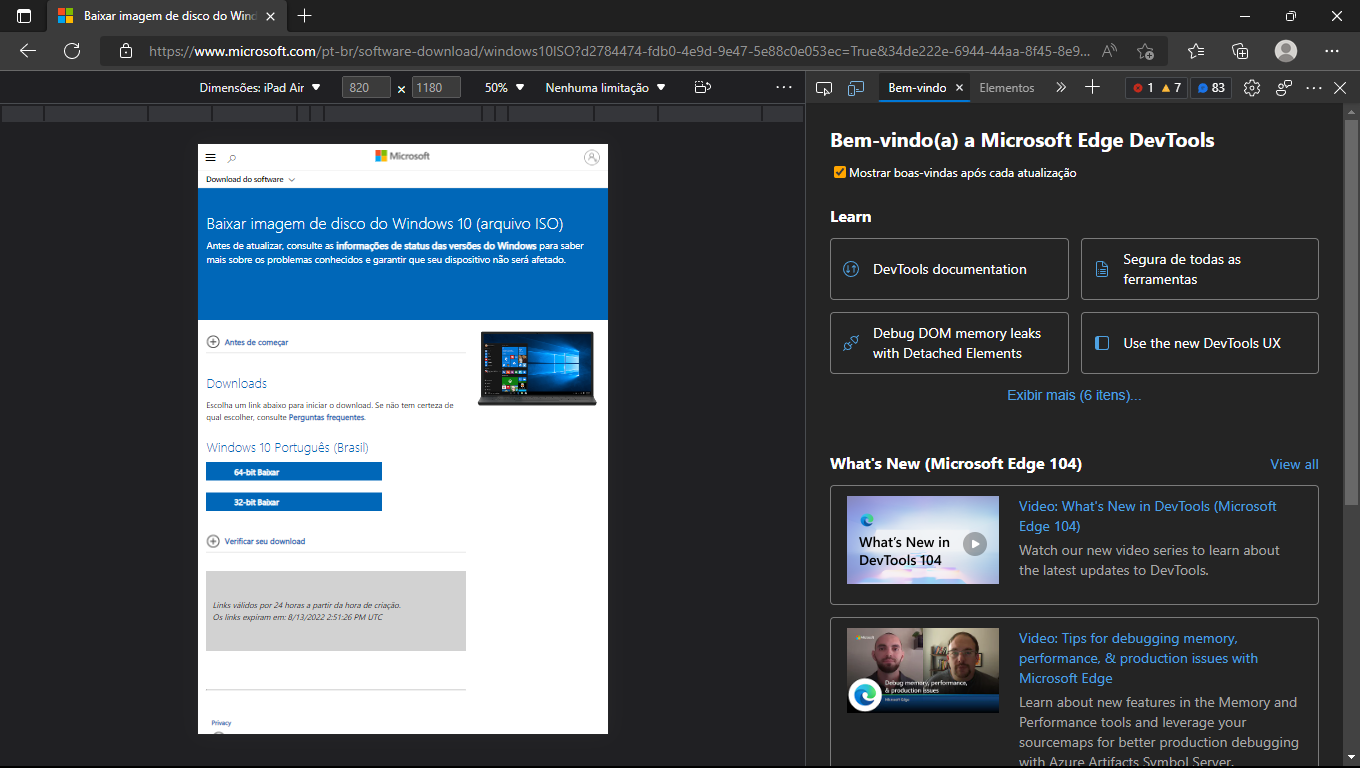 Baixar imagem de disco do Wind
https://www.microsoft.com/pt-br/software-download/windows10ISO?d2784474-fdb0-4e9d-9e47-5e88c0e053ec=True&34de222e-6944-44aa-8f45-8e9...
Dimensões: iPad Air
820 × 1180
50%
Nenhuma limitação
Bem-vindo
Elementos
1
7
83
Microsoft
Download do software
Baixar imagem de disco do Windows 10 (arquivo ISO)
Antes de atualizar, consulte as informações de status das versões do Windows para saber
mais sobre os problemas conhecidos e garantir que seu dispositivo não será afetado.
Antes de começar
Downloads
Escolha um link abaixo para iniciar o download. Se não tem certeza de
qual escolher, consulte Perguntas frequentes.
Windows 10 Português (Brasil)
64-bit Baixar
32-bit Baixar
Verificar seu download
Links válidos por 24 horas a partir da hora de criação.
Os links expiram em: 8/13/2022 2:51:26 PM UTC
Privacy
Bem-vindo(a) a Microsoft Edge DevTools
Mostrar boas-vindas após cada atualização
Learn
DevTools documentation
Segura de todas as
ferramentas
Debug DOM memory leaks
with Detached Elements
Use the new DevTools UX
Exibir mais (6 itens)...
What's New (Microsoft Edge 104)
View all
What's New in
DevTools 104
Video: What's New in DevTools (Microsoft
Edge 104)
Watch our new video series to learn about
the latest updates to DevTools.
Microsoft
Debug memory, performance,
& production issues
Microsoft Edge
Video: Tips for debugging memory,
performance, & production issues with
Microsoft Edge
Learn about new features in the Memory and
Performance tools and leverage your
sourcemaps for better production debugging
with Azure Artifacts Symbol Server.